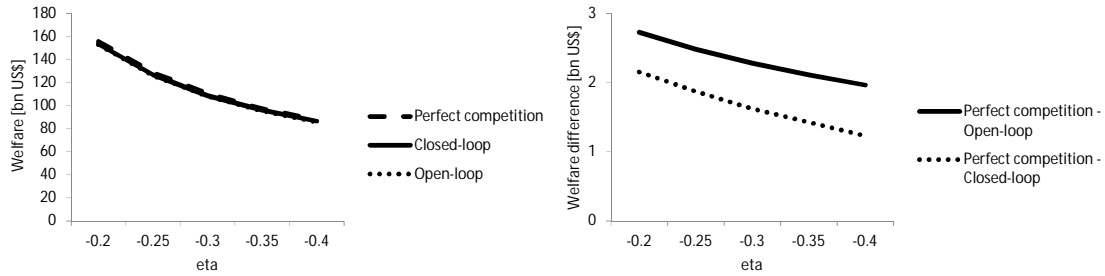 180
160
140
120
100
80
60
40
20
0
Welfare [bn US$]
-0.2 -0.25 -0.3 -0.35 -0.4
eta
Perfect competition
Closed-loop
Open-loop
3
2
1
0
Welfare difference [bn US$]
-0.2 -0.25 -0.3 -0.35 -0.4
eta
Perfect competition -
Open-loop
Perfect competition -
Closed-loop